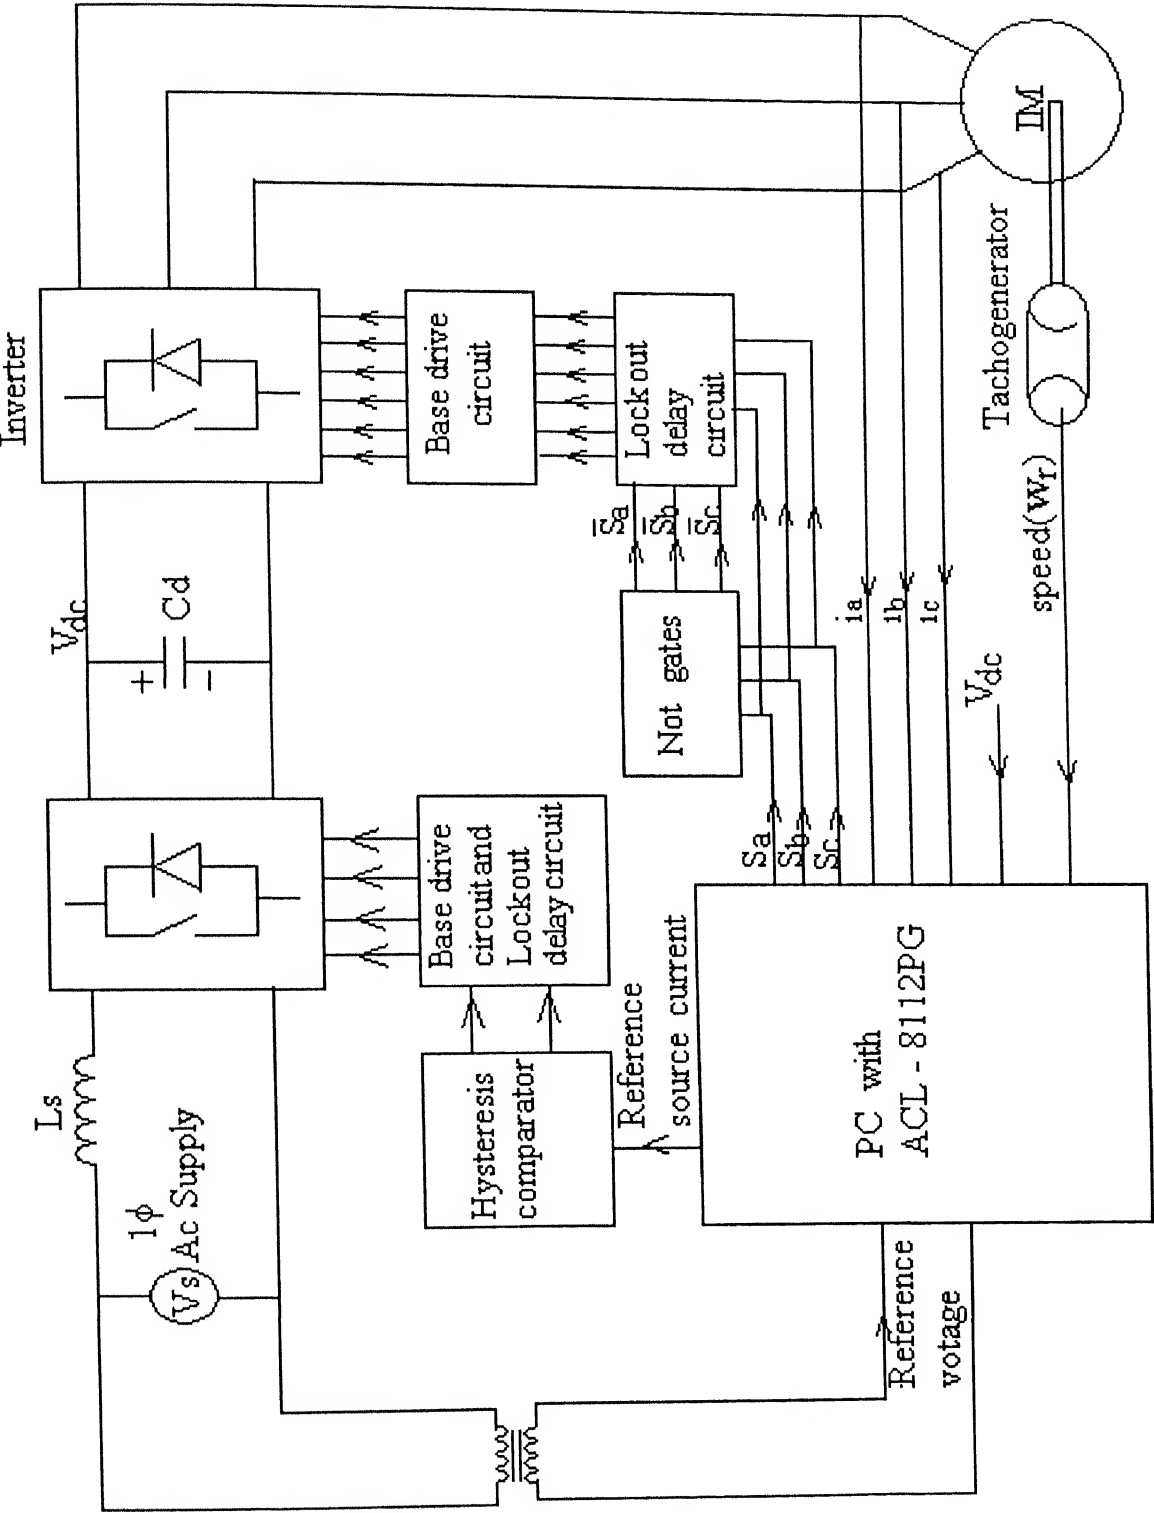 Inverter
Vdc
+
Cd
−
Ls
1ϕ
Ac Supply
Vs
Base drive
circuit
Lock out
delay
circuit
S̅a
S̅b
S̅c
Not gates
Base drive
circuit and
Lockout
delay circuit
Hysteresis
comparator
Reference
source current
Sa
Sb
Sc
ia
ib
ic
Vdc
speed(Wr)
Tachogenerator
IM
PC with
ACL - 8112PG
Reference
votage